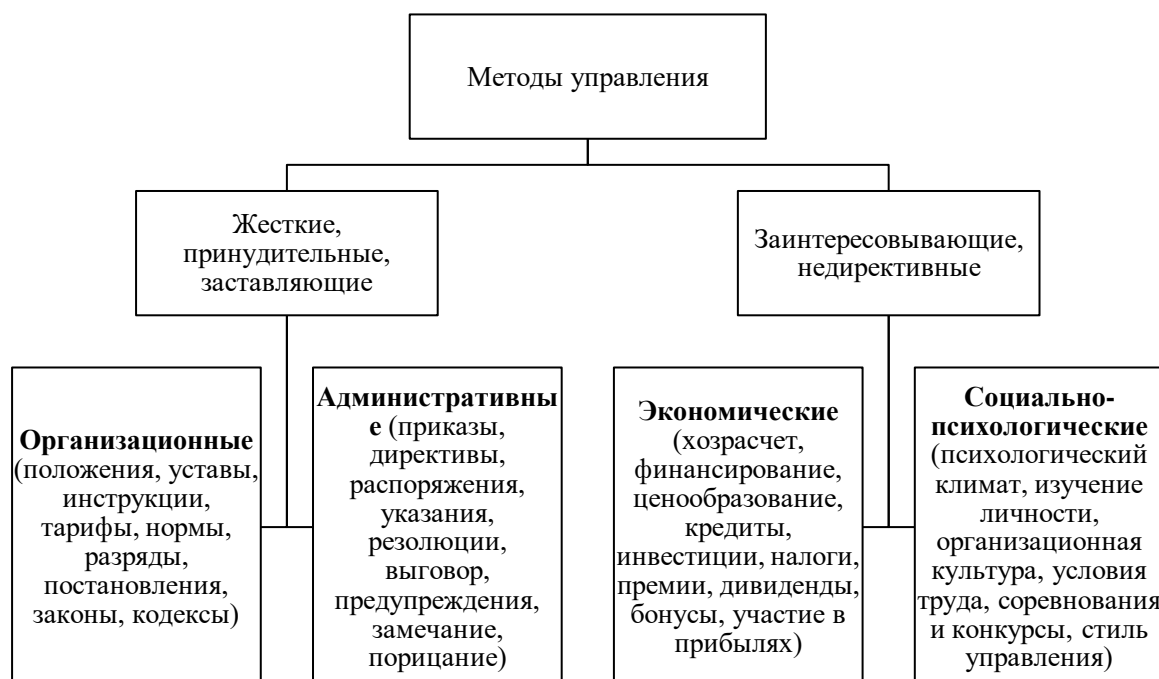 Методы управления
Жесткие,
принудительные,
заставляющие
Заинтересовывающие,
недирективные
Организационные
(положения, уставы,
инструкции,
тарифы, нормы,
разряды,
постановления,
законы, кодексы)
Административны
е (приказы,
директивы,
распоряжения,
указания,
резолюции,
выговор,
предупреждения,
замечание,
порицание)
Экономические
(хозрасчет,
финансирование,
ценообразование,
кредиты,
инвестиции, налоги,
премии, дивиденды,
бонусы, участие в
прибылях)
Социально-
психологические
(психологический
климат, изучение
личности,
организационная
культура, условия
труда, соревнования
и конкурсы, стиль
управления)